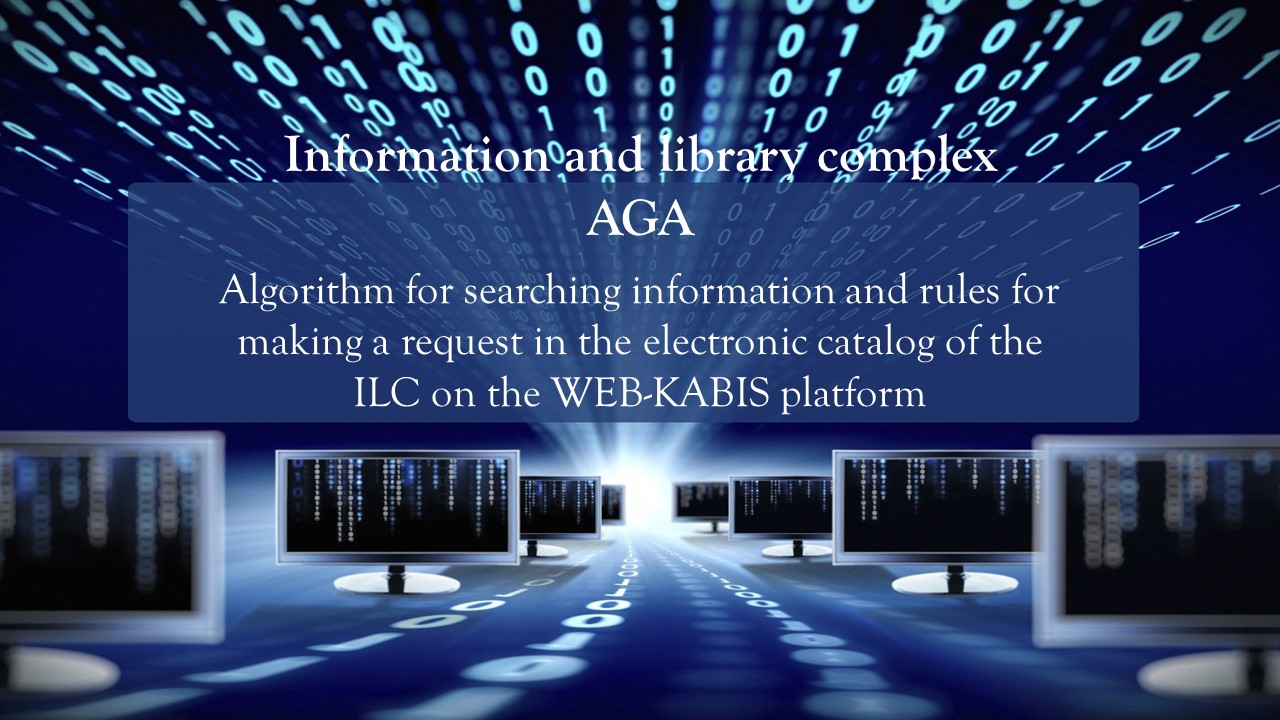 Information and library complex
AGA
Algorithm for searching information and rules for
making a request in the electronic catalog of the
ILC on the WEB-KABIS platform